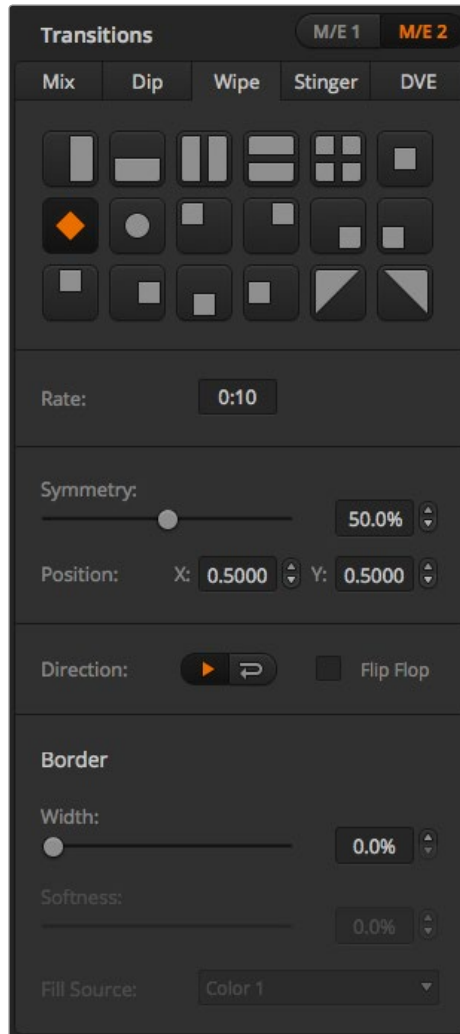 Transitions M/E 1 M/E 2
Mix Dip Wipe Stinger DVE
Rate: 0:10
Symmetry:
50.0%
Position: X: 0.5000 Y: 0.5000
Direction: Flip Flop
Border
Width:
0.0%
Softness:
0.0%
Fill Source: Color 1